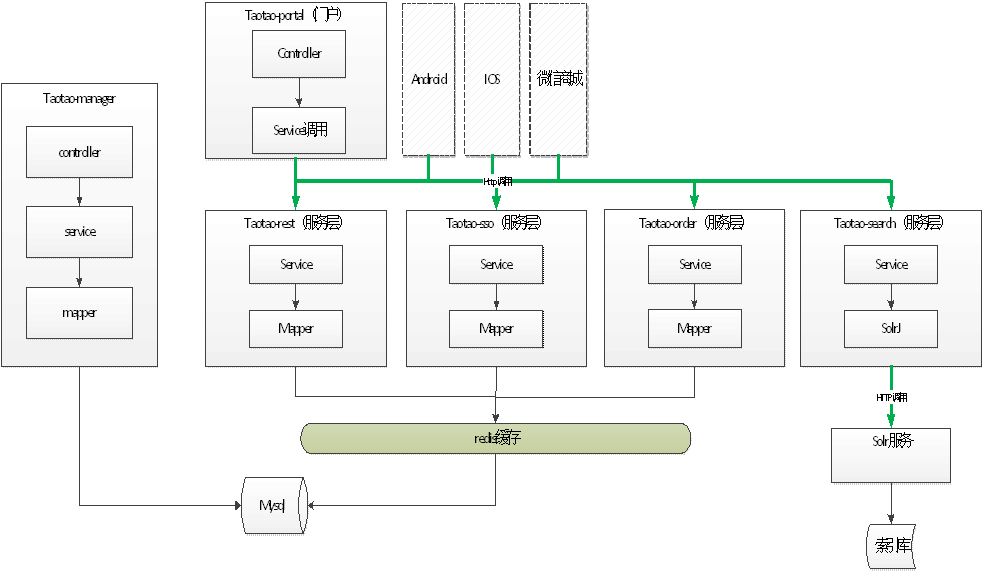 Taotao-portal（门户）
Controller
Service调用
Android
IOS
微信商城
Taotao-manager
controller
service
mapper
Http调用
Taotao-rest（服务层）
Service
Mapper
Taotao-sso（服务层）
Service
Mapper
Taotao-order（服务层）
Service
Mapper
Taotao-search（服务层）
Service
SolrJ
HTTP调用
redis缓存
Solr服务
Mysql
索引库